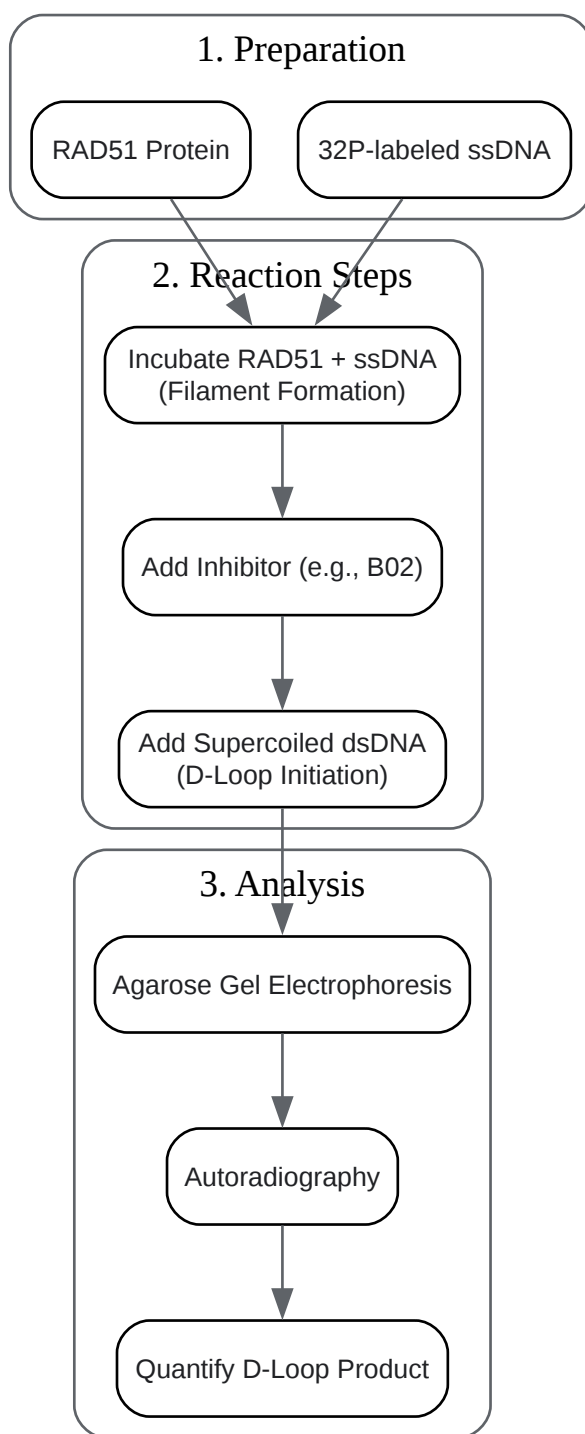 1. Preparation
RAD51 Protein
32P-labeled ssDNA
2. Reaction Steps
Incubate RAD51 + ssDNA
(Filament Formation)
Add Inhibitor (e.g., B02)
Add Supercoiled dsDNA
(D-Loop Initiation)
3. Analysis
Agarose Gel Electrophoresis
Autoradiography
Quantify D-Loop Product